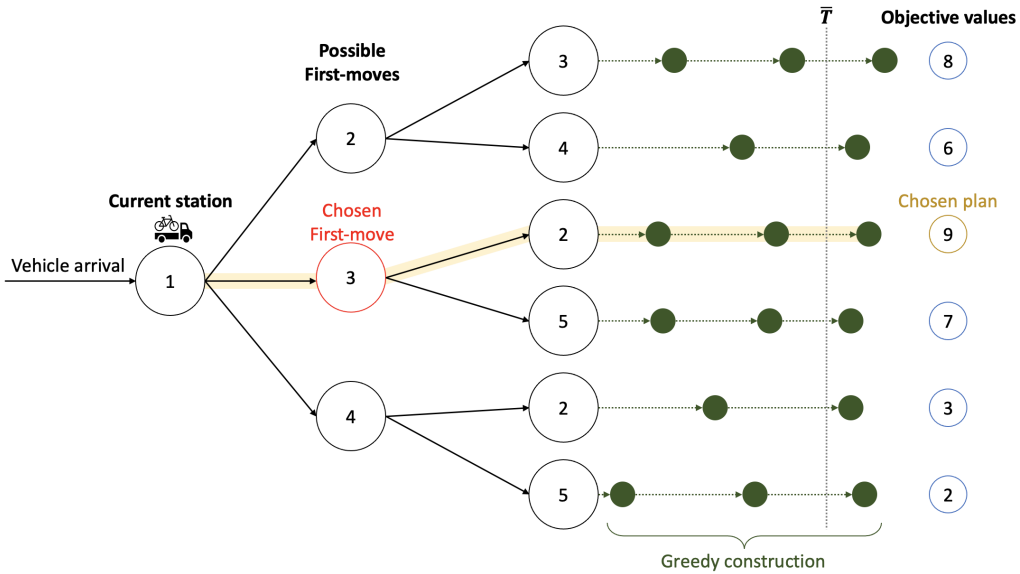 T̅
Objective values
Possible
First-moves
3
8
2
4
6
Current station
Chosen
First-move
Chosen plan
2
9
Vehicle arrival
1
3
5
7
4
2
3
5
2
Greedy construction